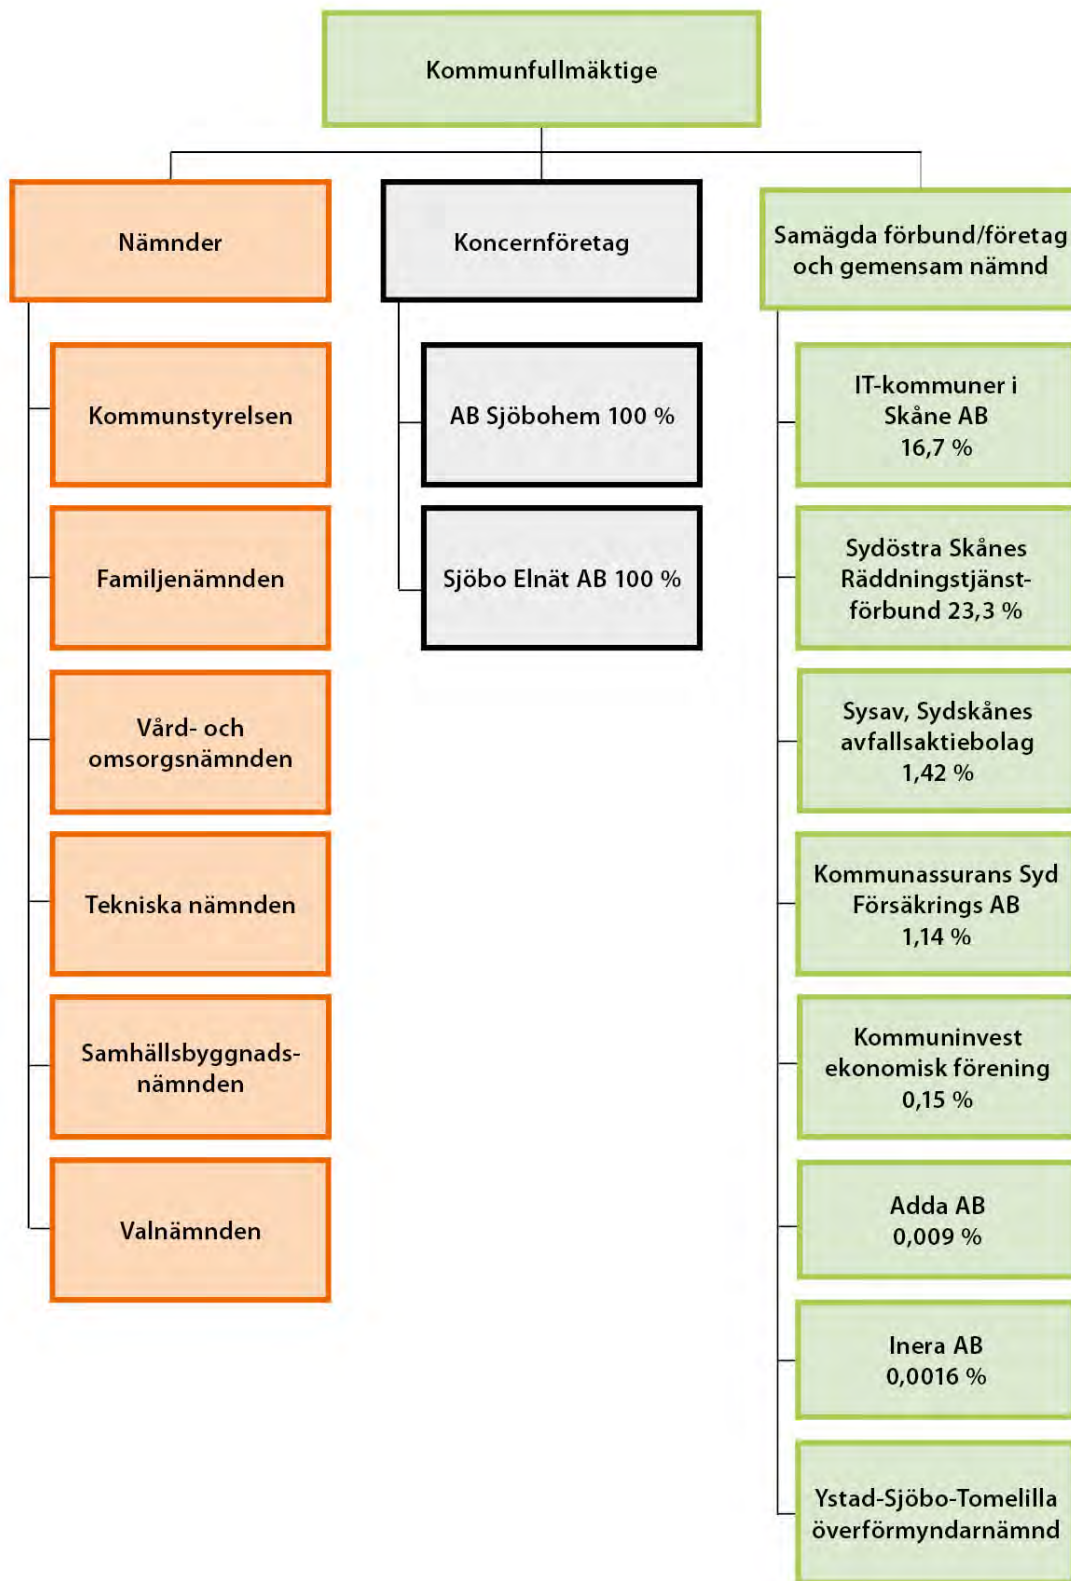 Kommunfullmäktige
Nämnder
Kommunstyrelsen
Familjenämnden
Vård- och
omsorgsnämnden
Tekniska nämnden
Samhällsbyggnads-
nämnden
Valnämnden
Koncernföretag
AB Sjöbohem 100 %
Sjöbo Elnät AB 100 %
Samägda förbund/företag
och gemensam nämnd
IT-kommuner i
Skåne AB
16,7 %
Sydöstra Skånes
Räddningstjänst-
förbund 23,3 %
Sysav, Sydskånes
avfallsaktiebolag
1,42 %
Kommunassurans Syd
Försäkrings AB
1,14 %
Kommuninvest
ekonomisk förening
0,15 %
Adda AB
0,009 %
Inera AB
0,0016 %
Ystad-Sjöbo-Tomelilla
överförmyndarnämnd